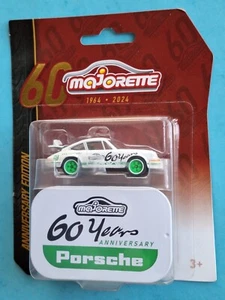 60
MAJORETTE
1964 • 2024
ANNIVERSARY EDITION
60 Years
MAJORETTE
60 Years
ANNIVERSARY
Porsche
3+